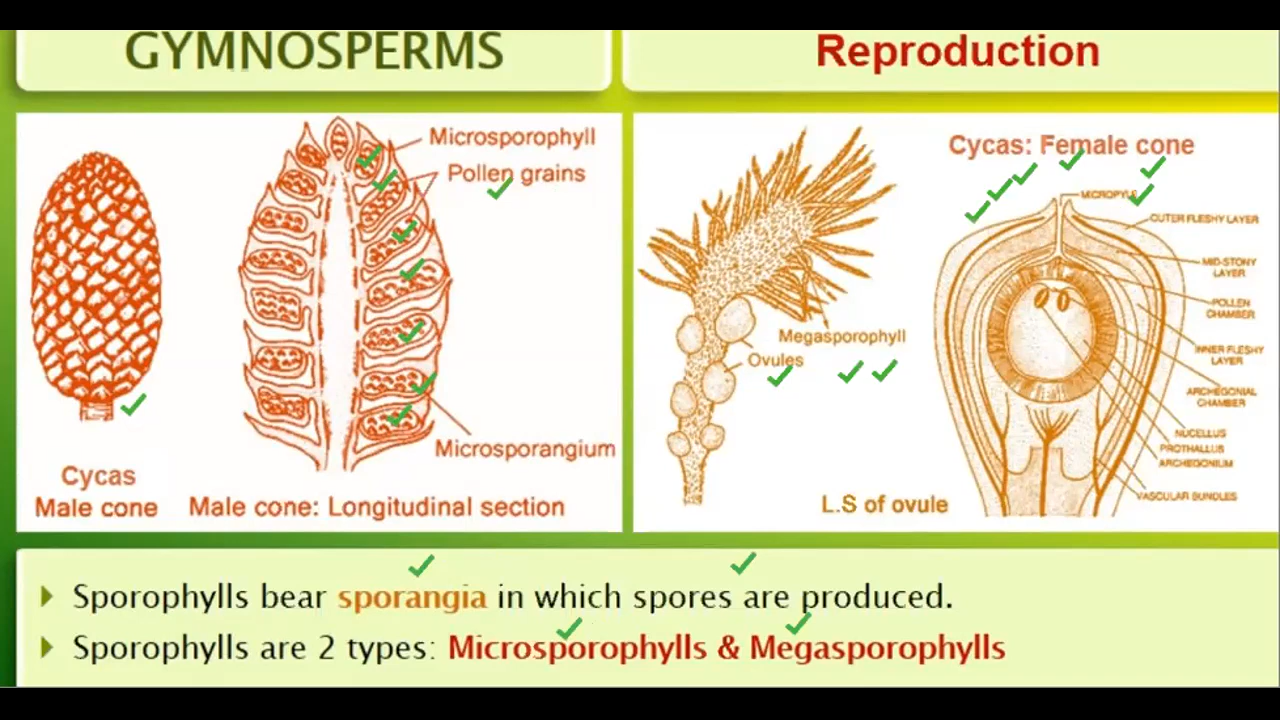 GYMNOSPERMS
Reproduction
Microsporophyll
Pollen grains
Microsporangium
Cycas
Male cone
Male cone: Longitudinal section
Cycas: Female cone
Megasporophyll
Ovules
L.S of ovule
MICROPYLE
OUTER FLESHY LAYER
MID-STONY
LAYER
POLLEN
CHAMBER
INNER FLESHY
LAYER
ARCHEGONIAL
CHAMBER
NUCELLUS
PROTHALLUS
ARCHEGONIUM
VASCULAR BUNDLES
Sporophylls bear sporangia in which spores are produced.
Sporophylls are 2 types: Microsporophylls & Megasporophylls